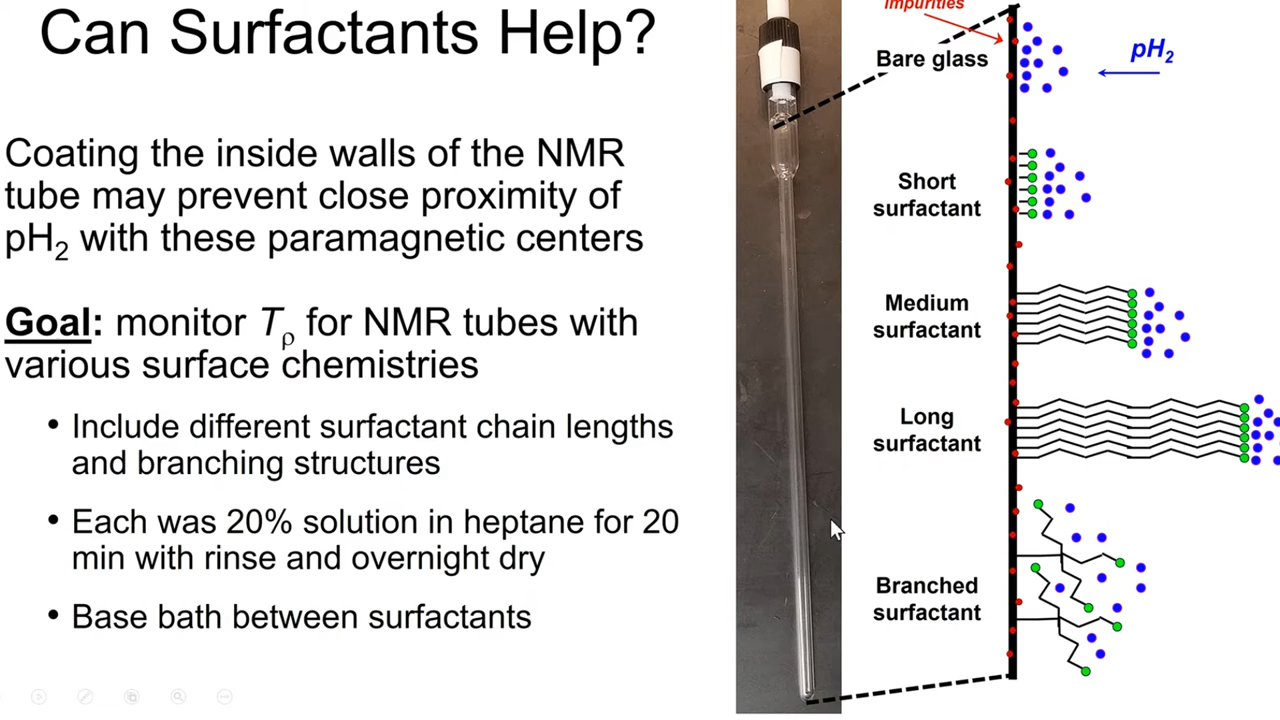 Can Surfactants Help?
Coating the inside walls of the NMR
tube may prevent close proximity of
pH₂ with these paramagnetic centers
Goal: monitor Tρ for NMR tubes with
various surface chemistries
• Include different surfactant chain lengths
and branching structures
• Each was 20% solution in heptane for 20
min with rinse and overnight dry
• Base bath between surfactants
impurities
Bare glass
pH₂
Short
surfactant
Medium
surfactant
Long
surfactant
Branched
surfactant